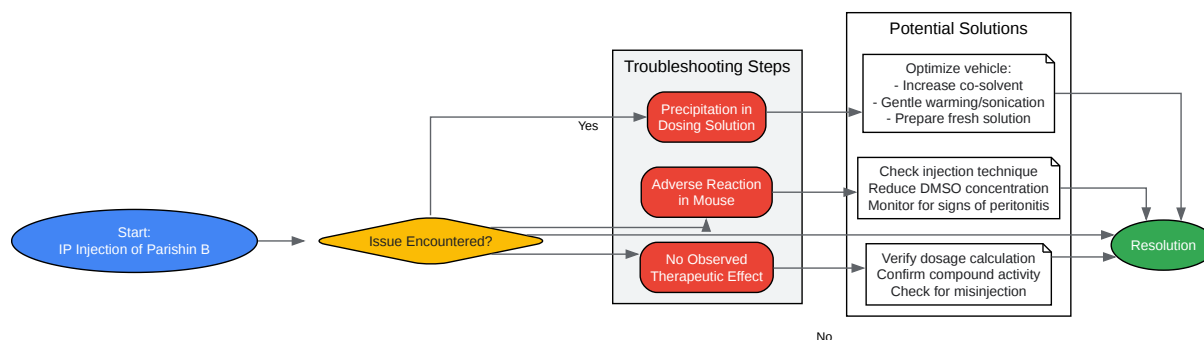 Start:
IP Injection of Parishin B
Issue Encountered?
Yes
Troubleshooting Steps
Precipitation in
Dosing Solution
Adverse Reaction
in Mouse
No Observed
Therapeutic Effect
Potential Solutions
Optimize vehicle:
- Increase co-solvent
- Gentle warming/sonication
- Prepare fresh solution
Check injection technique
Reduce DMSO concentration
Monitor for signs of peritonitis
Verify dosage calculation
Confirm compound activity
Check for misinjection
Resolution
No